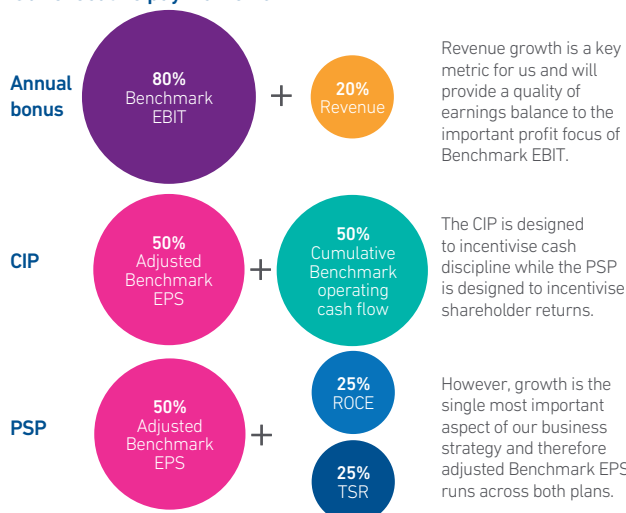 Annual
bonus
80%
Benchmark
EBIT
+
20%
Revenue
Revenue growth is a key
metric for us and will
provide a quality of
earnings balance to the
important profit focus of
Benchmark EBIT.
CIP
50%
Adjusted
Benchmark
EPS
+
50%
Cumulative
Benchmark
operating
cash flow
The CIP is designed
to incentivise cash
discipline while the PSP
is designed to incentivise
shareholder returns.
PSP
50%
Adjusted
Benchmark
EPS
+
25%
ROCE
25%
TSR
However, growth is the
single most important
aspect of our business
strategy and therefore
adjusted Benchmark EPS
runs across both plans.